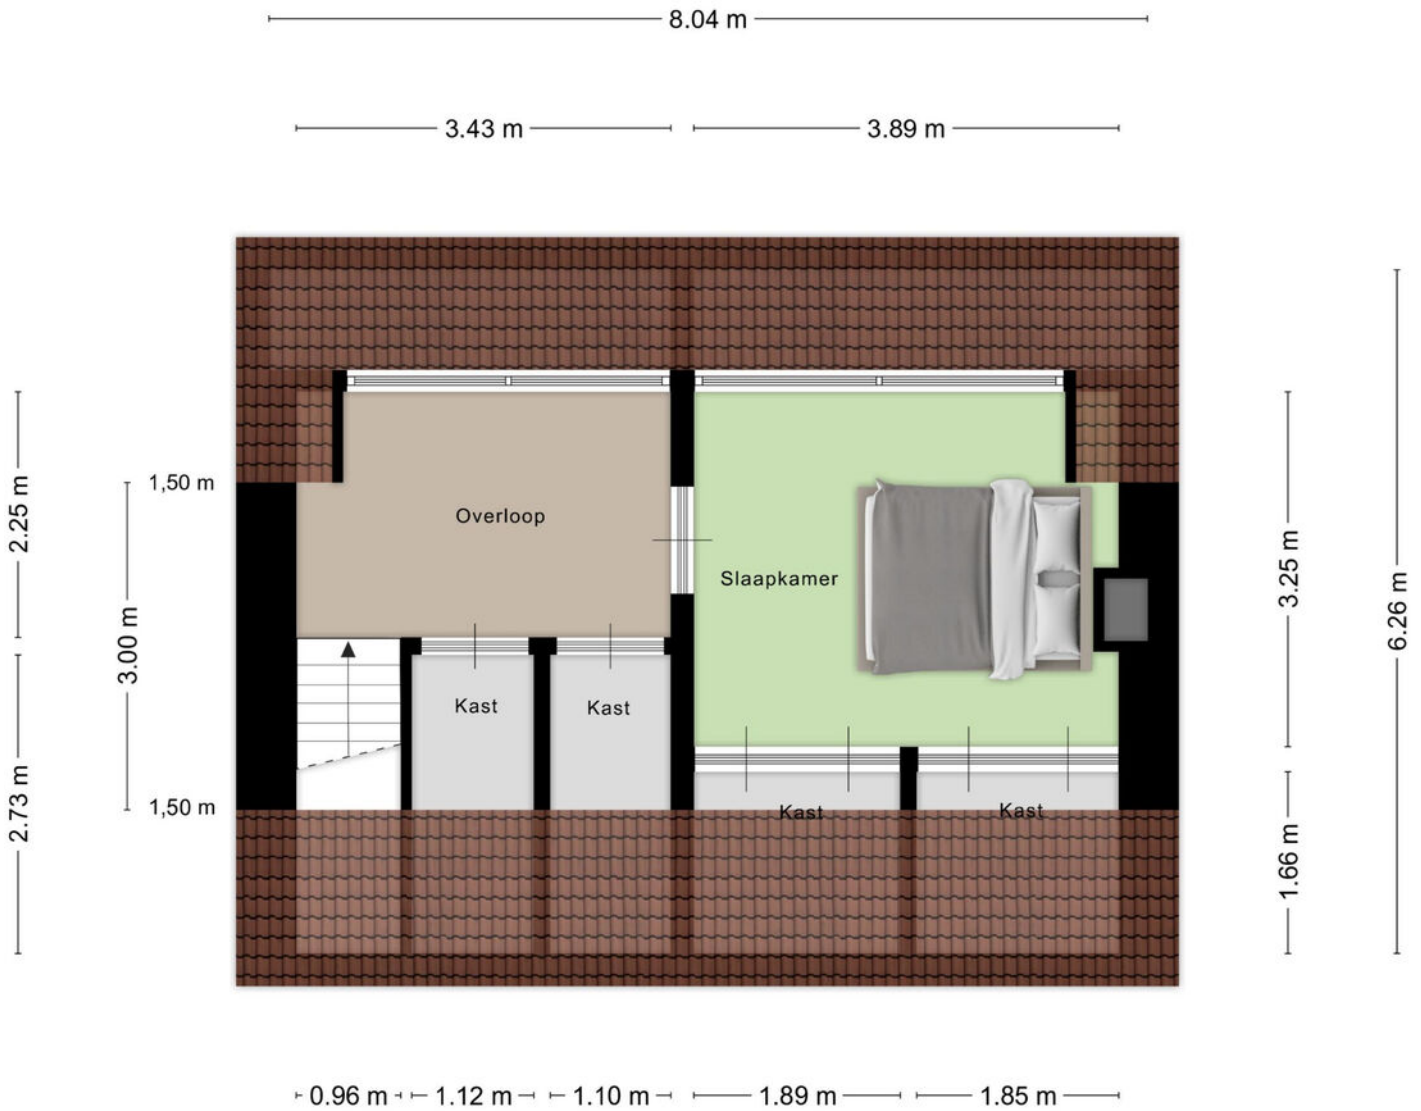 8.04 m
3.43 m
3.89 m
1,50 m
2.25 m
Overloop
3.25 m
Slaapkamer
6.26 m
3.00 m
Kast
Kast
2.73 m
1,50 m
Kast
Kast
1.66 m
0.96 m
1.12 m
1.10 m
1.89 m
1.85 m